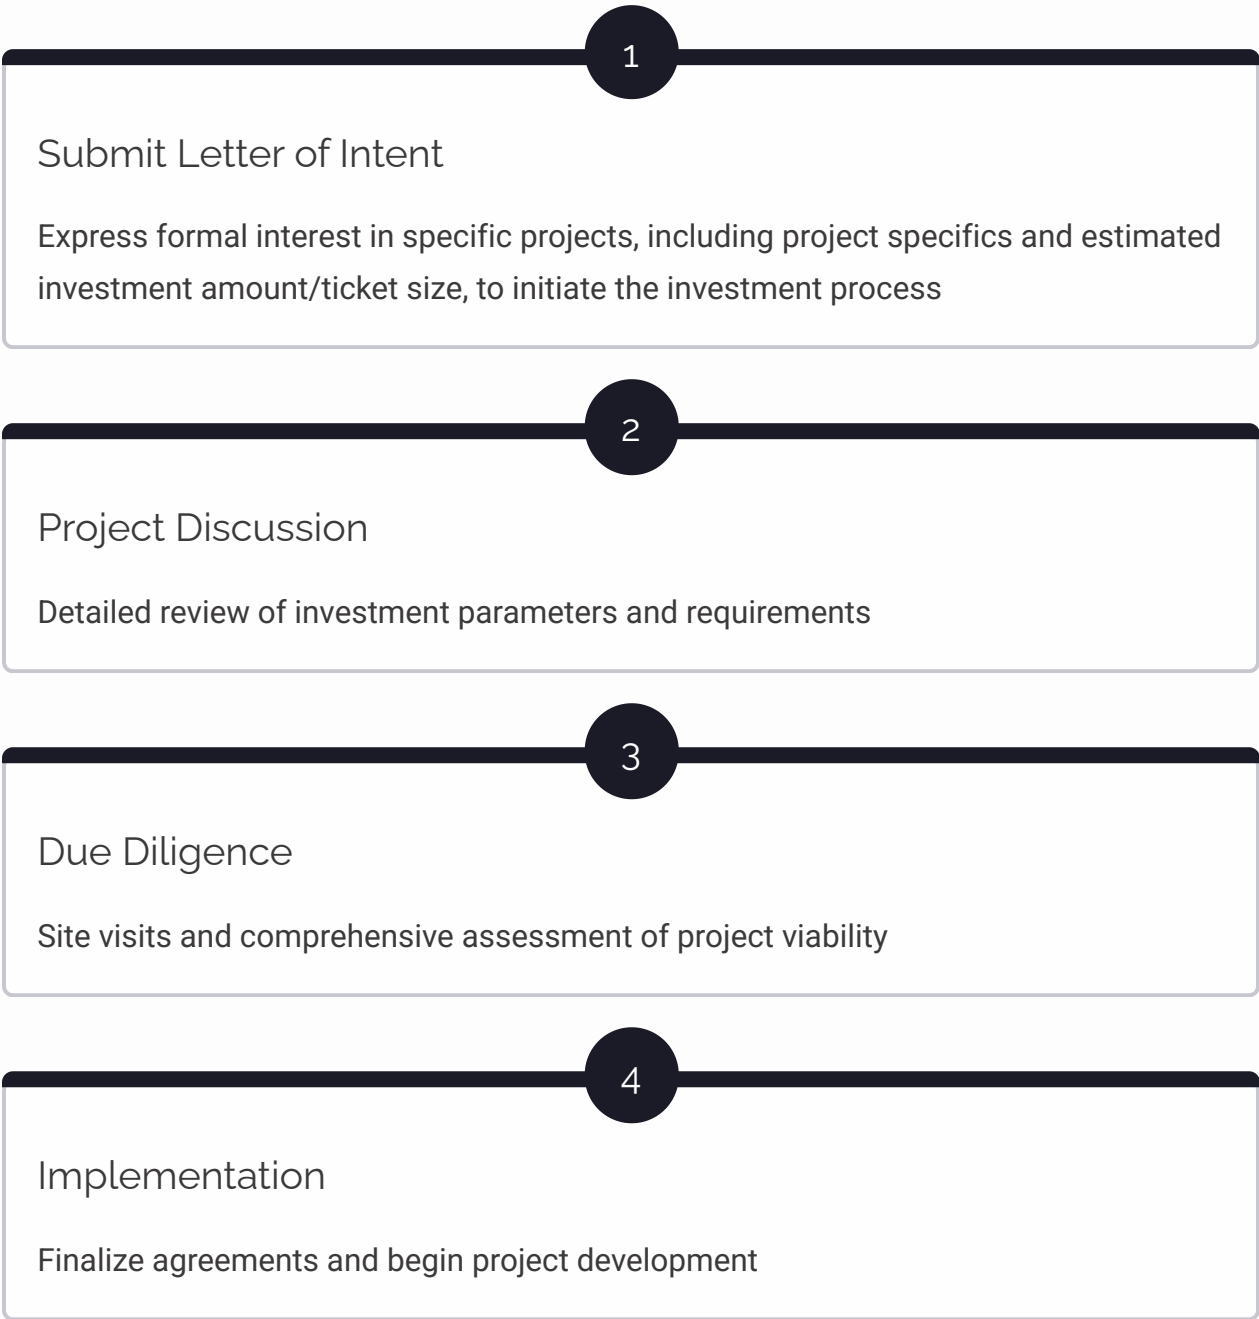 1
Submit Letter of Intent
Express formal interest in specific projects, including project specifics and estimated
investment amount/ticket size, to initiate the investment process
2
Project Discussion
Detailed review of investment parameters and requirements
3
Due Diligence
Site visits and comprehensive assessment of project viability
4
Implementation
Finalize agreements and begin project development